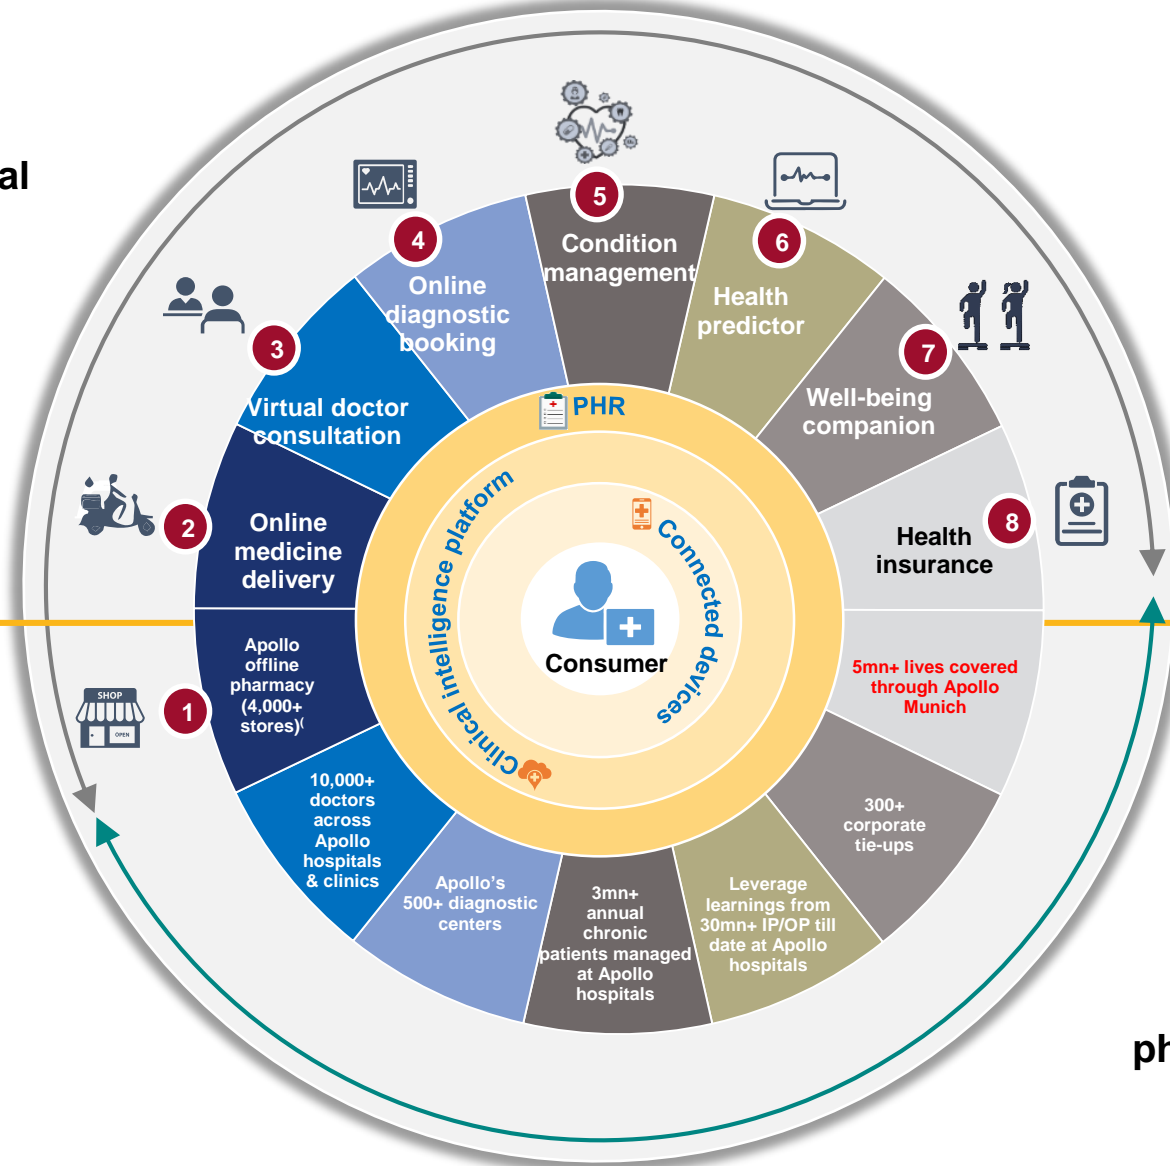 al
5
4
Condition
management
6
Online
diagnostic
booking
Health
predictor
3
7
Virtual doctor
consultation
PHR
Well-being
companion
2
Online
medicine
delivery
Clinical intelligence platform
Connected devices
Health
insurance
8
Consumer
SHOP
OPEN
1
Apollo
offline
pharmacy
(4,000+
stores)(
5mn+ lives covered
through Apollo
Munich
10,000+
doctors
across
Apollo
hospitals
& clinics
300+
corporate
tie-ups
Apollo’s
500+ diagnostic
centers
3mn+
annual
chronic
patients managed
at Apollo
hospitals
Leverage
learnings from
30mn+ IP/OP till
date at Apollo
hospitals
ph